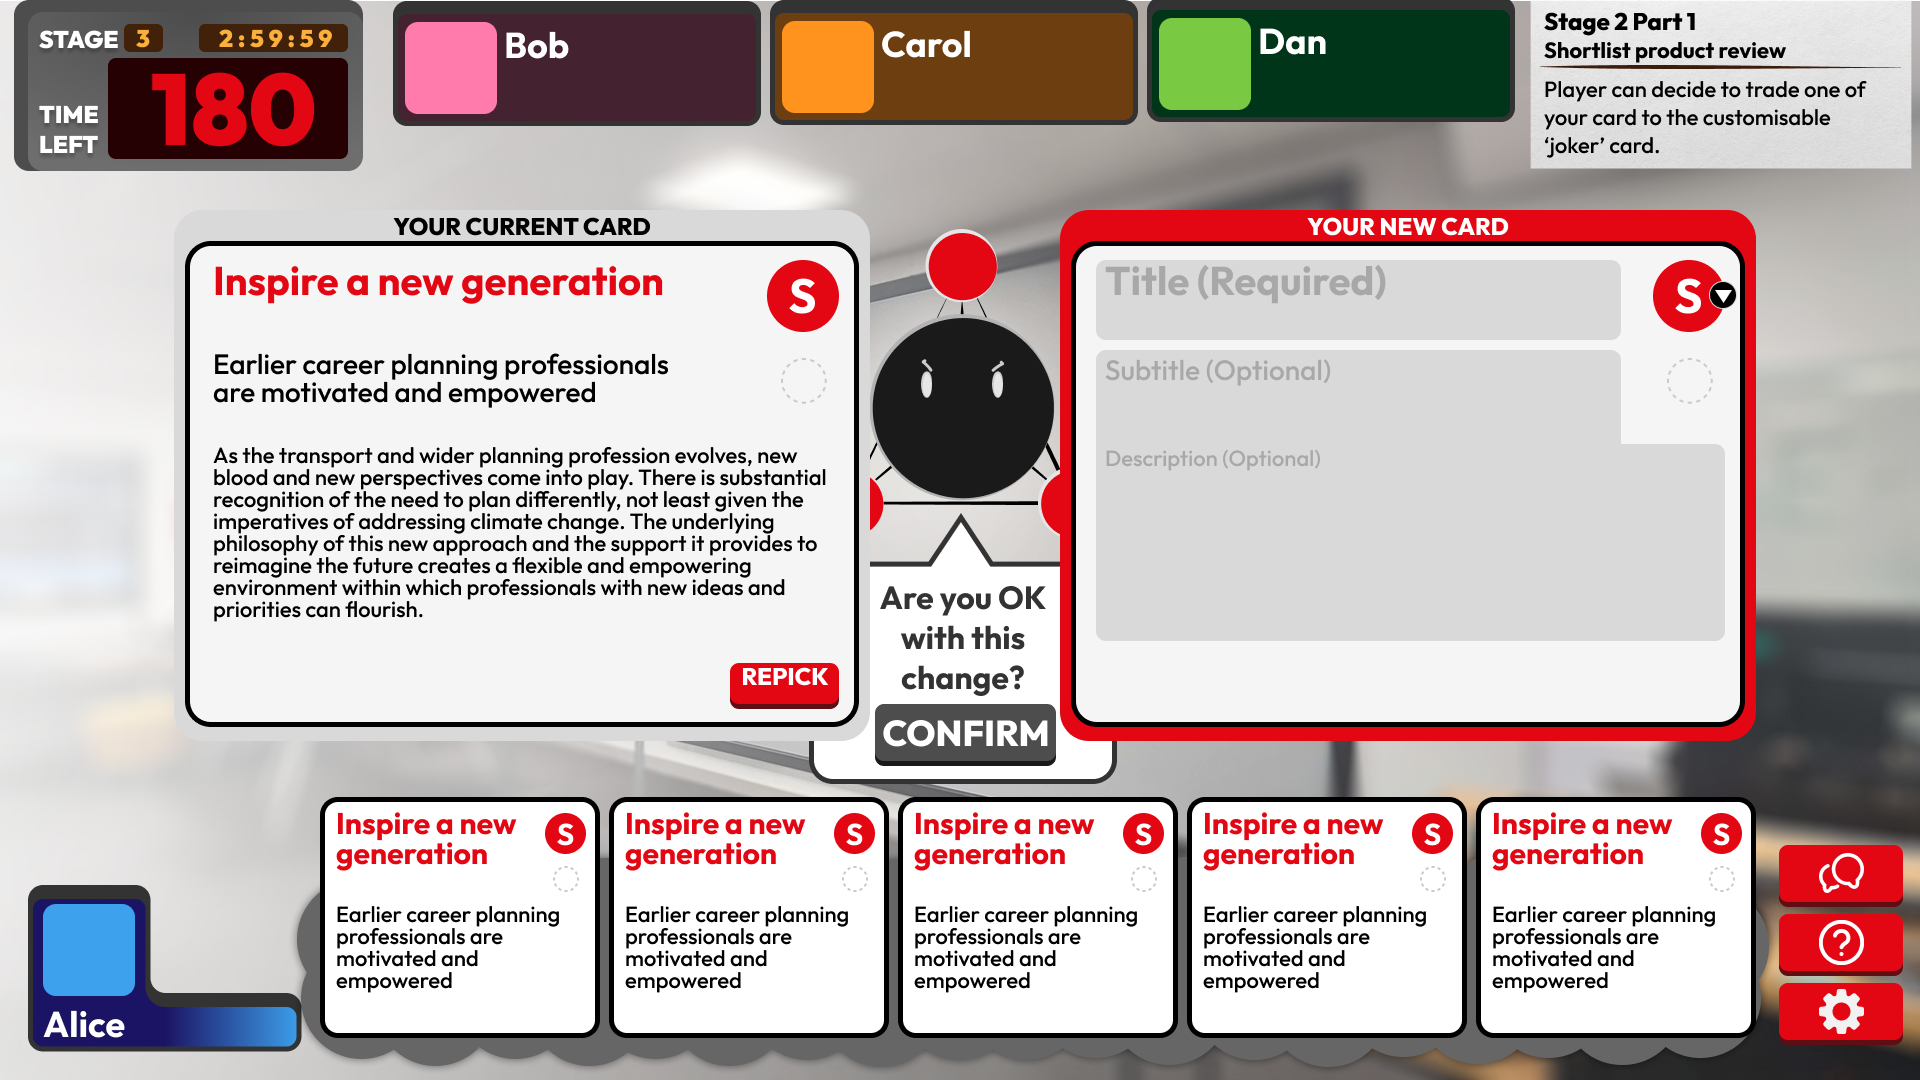 STAGE 3 2:59:59
TIME LEFT
180
Bob
Carol
Dan
Stage 2 Part 1
Shortlist product review
Player can decide to trade one of
your card to the customisable
‘joker’ card.
YOUR CURRENT CARD
Inspire a new generation
S
Earlier career planning professionals
are motivated and empowered
As the transport and wider planning profession evolves, new
blood and new perspectives come into play. There is substantial
recognition of the need to plan differently, not least given the
imperatives of addressing climate change. The underlying
philosophy of this new approach and the support it provides to
reimagine the future creates a flexible and empowering
environment within which professionals with new ideas and
priorities can flourish.
REPICK
Are you OK
with this
change?
CONFIRM
YOUR NEW CARD
Title (Required)
S
Subtitle (Optional)
Description (Optional)
Inspire a new
generation
S
Earlier career planning
professionals are
motivated and
empowered
Inspire a new
generation
S
Earlier career planning
professionals are
motivated and
empowered
Inspire a new
generation
S
Earlier career planning
professionals are
motivated and
empowered
Inspire a new
generation
S
Earlier career planning
professionals are
motivated and
empowered
Inspire a new
generation
S
Earlier career planning
professionals are
motivated and
empowered
Alice
?